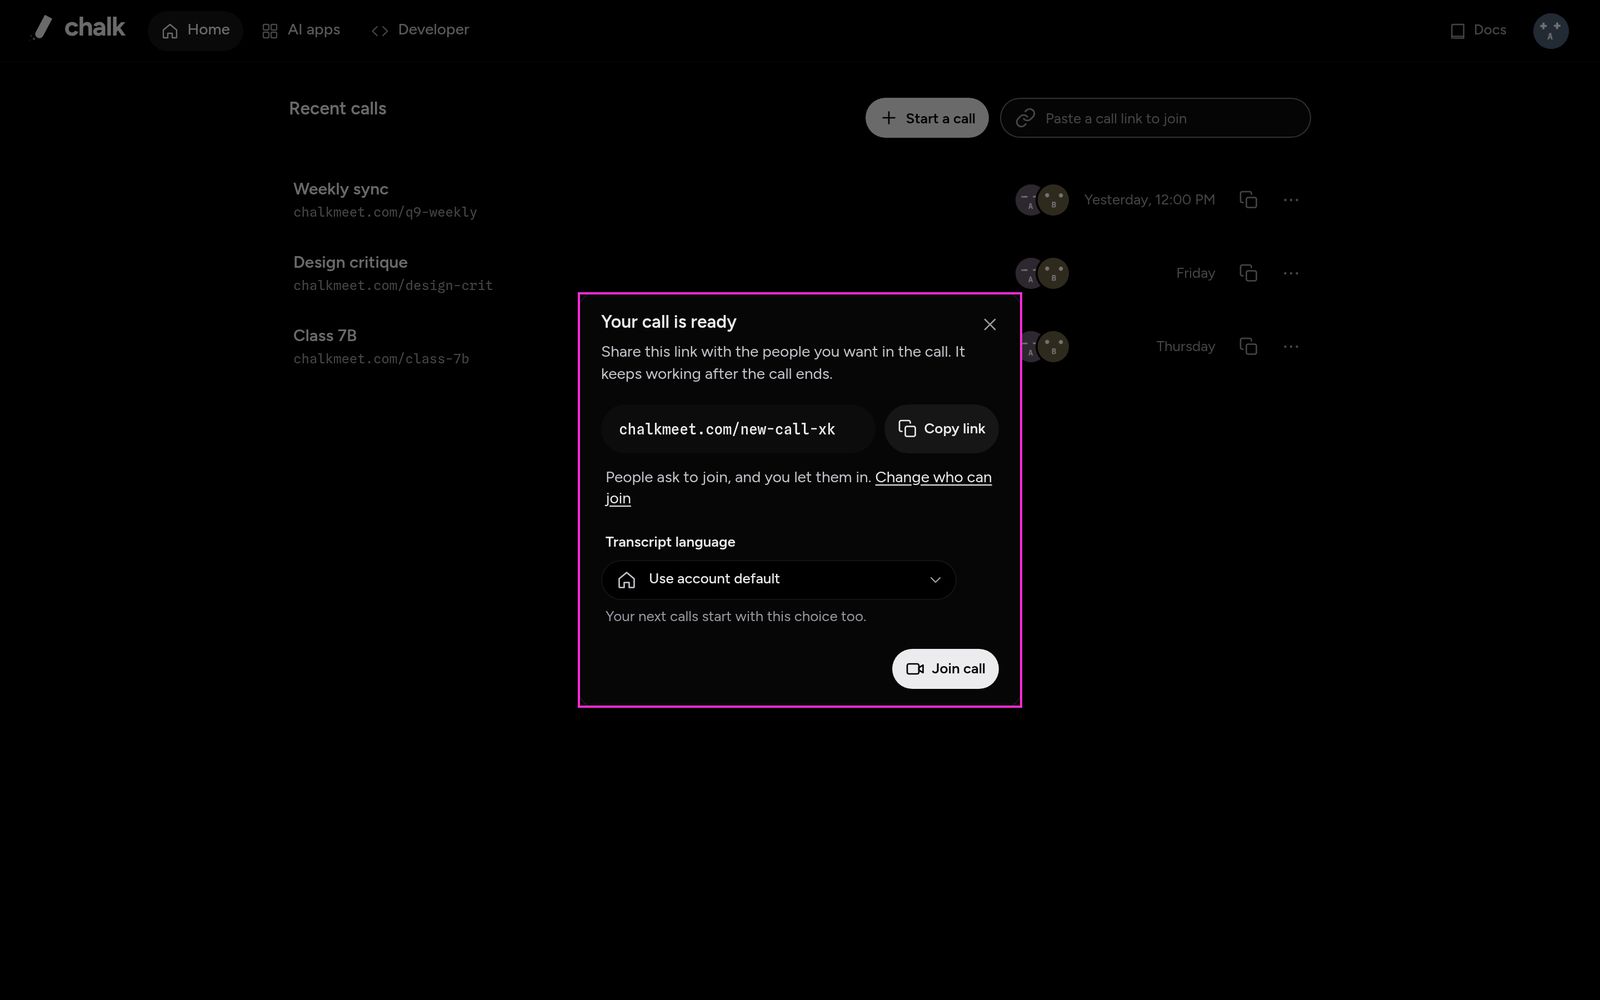 chalk
Home
AI apps
Developer
Docs
A
Recent calls
Start a call
Paste a call link to join
Weekly sync
chalkmeet.com/q9-weekly
A
B
Yesterday, 12:00 PM
Design critique
chalkmeet.com/design-crit
A
B
Friday
Class 7B
chalkmeet.com/class-7b
A
B
Thursday
Your call is ready
Share this link with the people you want in the call. It
keeps working after the call ends.
chalkmeet.com/new-call-xk
Copy link
People ask to join, and you let them in. Change who can
join
Transcript language
Use account default
Your next calls start with this choice too.
Join call